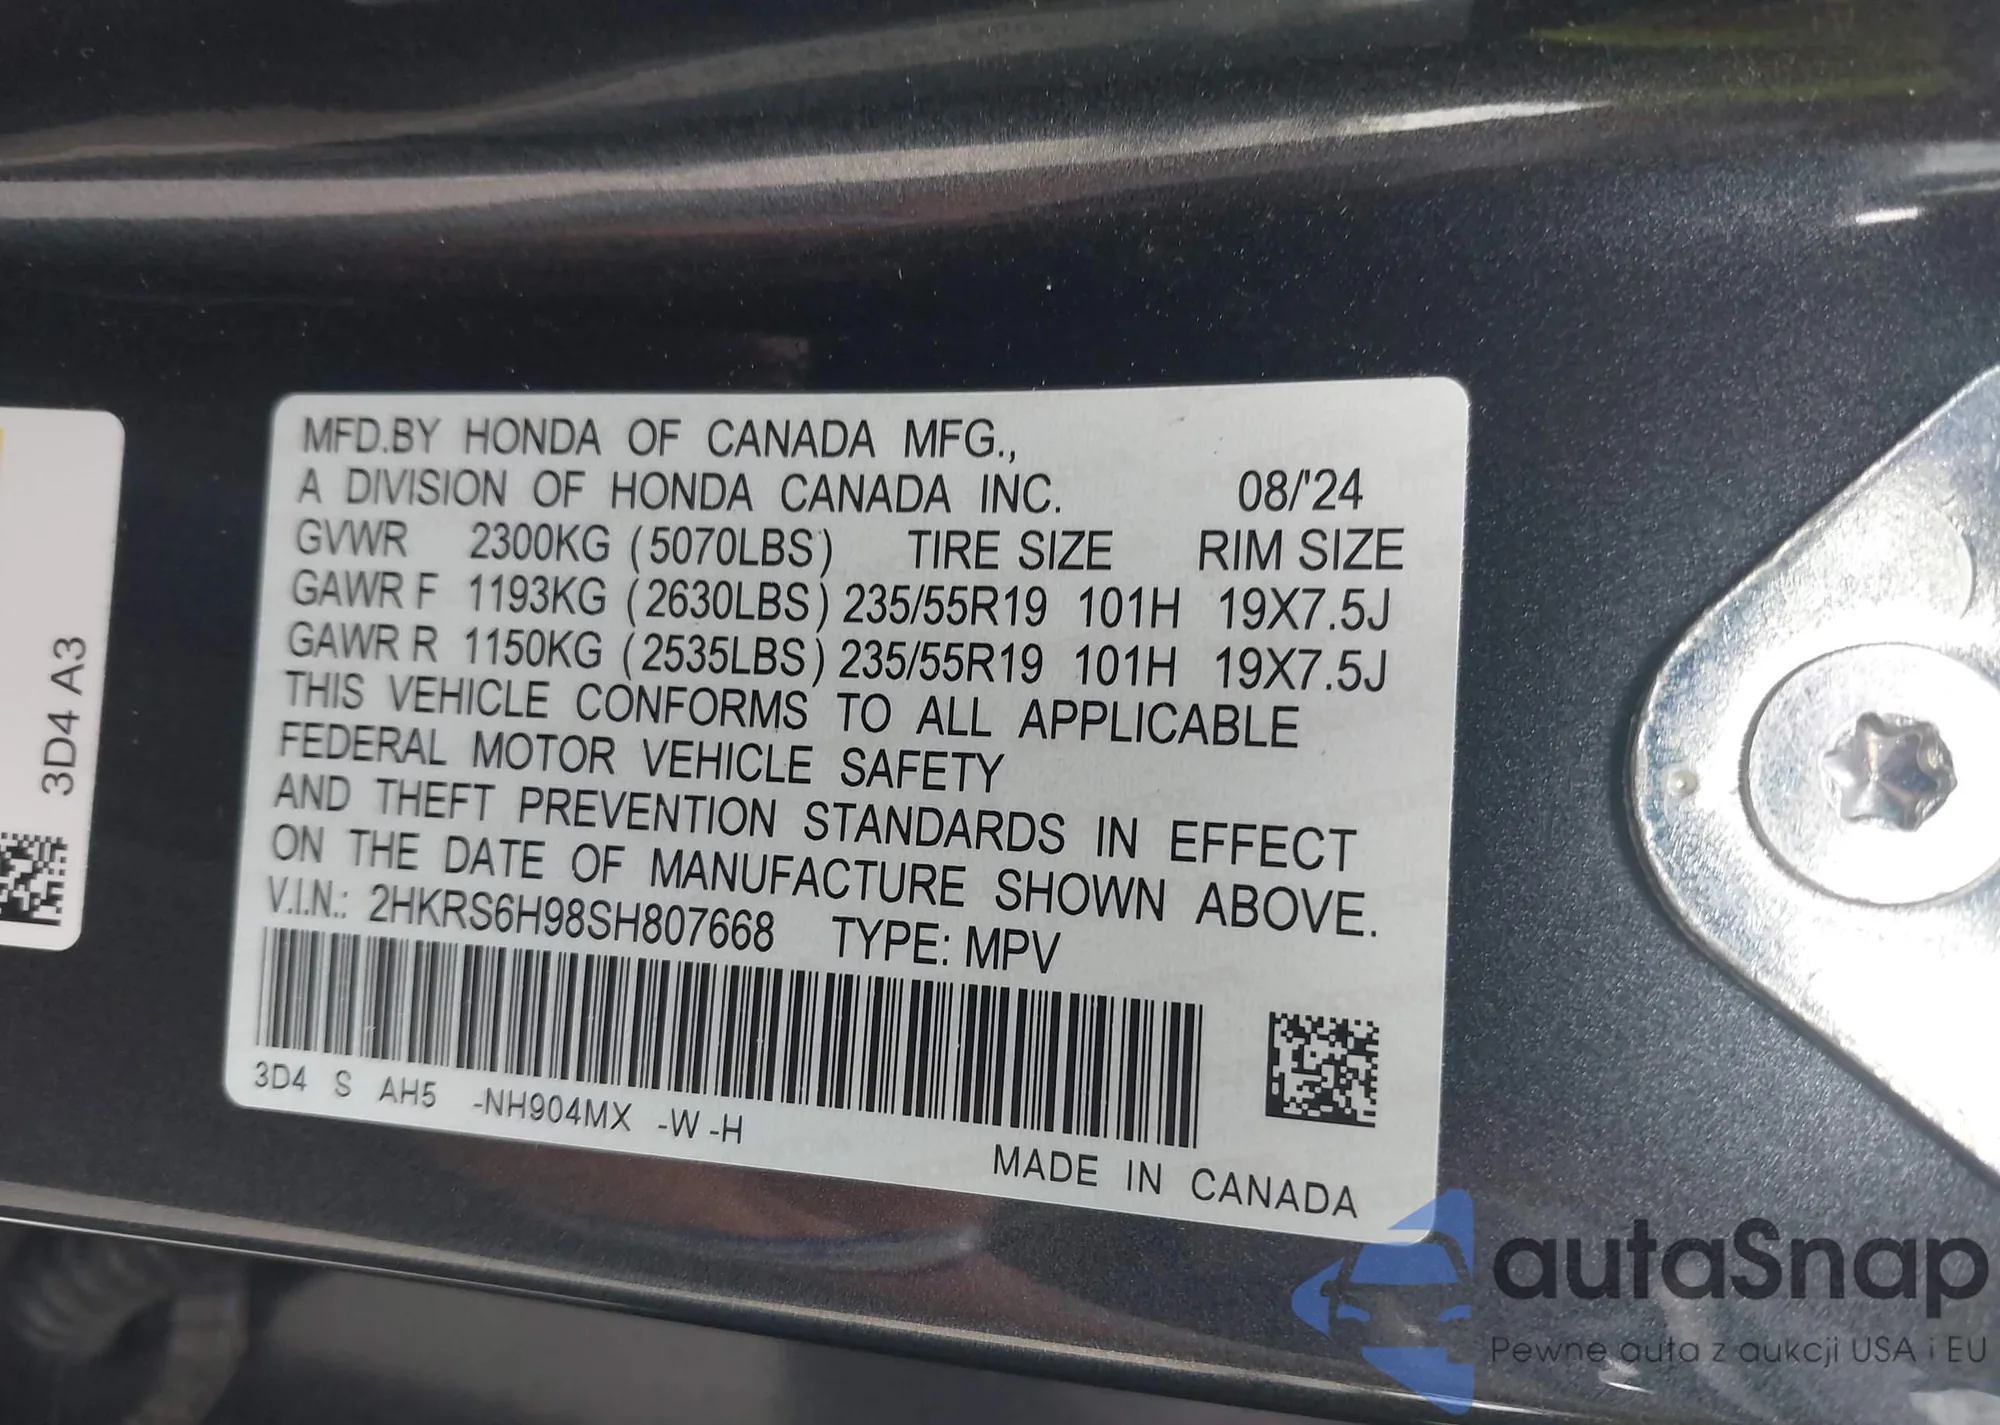 MFD.BY HONDA OF CANADA MFG.,
A DIVISION OF HONDA CANADA INC. 08/'24
GVWR 2300KG (5070LBS) TIRE SIZE RIM SIZE
GAWR F 1193KG (2630LBS) 235/55R19 101H 19X7.5J
GAWR R 1150KG (2535LBS) 235/55R19 101H 19X7.5J
THIS VEHICLE CONFORMS TO ALL APPLICABLE
FEDERAL MOTOR VEHICLE SAFETY
AND THEFT PREVENTION STANDARDS IN EFFECT
ON THE DATE OF MANUFACTURE SHOWN ABOVE.
V.I.N.: 2HKRS6H98SH807668 TYPE: MPV
3D4 S AH5 -NH904MX -W -H
MADE IN CANADA
3D4 A3
autaSnap
Pewne auta z aukcji USA i EU